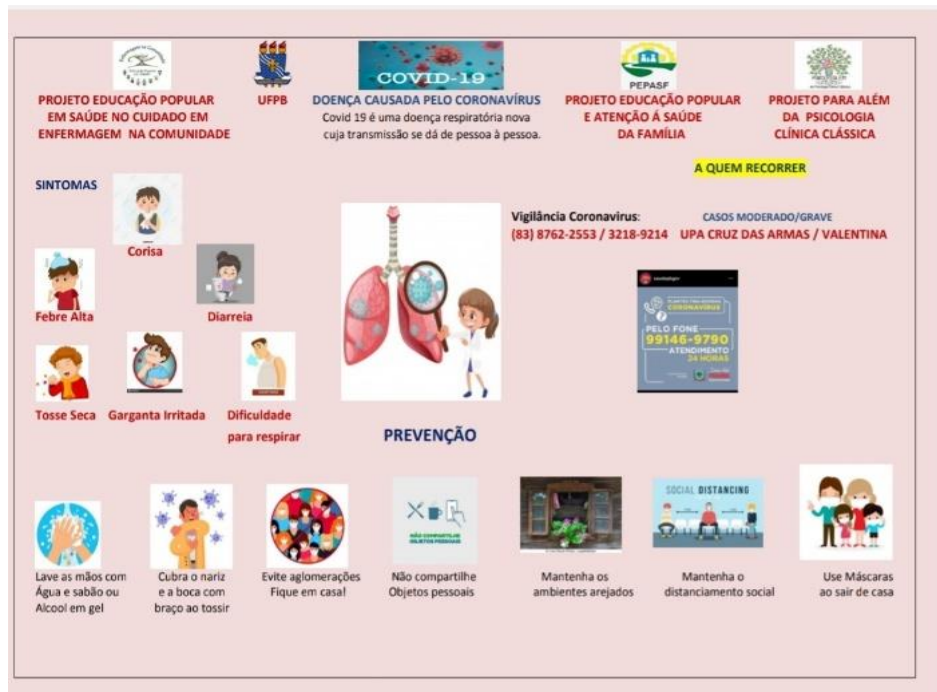 PROJETO EDUCAÇÃO POPULAR
EM SAÚDE NO CUIDADO EM
ENFERMAGEM NA COMUNIDADE
UFPB
COVID-19
DOENÇA CAUSADA PELO CORONAVÍRUS
Covid 19 é uma doença respiratória nova
cuja transmissão se dá de pessoa à pessoa.
PEPASF
PROJETO EDUCAÇÃO POPULAR
E ATENÇÃO Á SAÚDE
DA FAMÍLIA
PROJETO PARA ALÉM
DA PSICOLOGIA
CLÍNICA CLÁSSICA
A QUEM RECORRER
SINTOMAS
Corisa
Febre Alta
Diarreia
Tosse Seca
Garganta Irritada
Dificuldade
para respirar
Vigilância Coronavirus:
(83) 8762-2553 / 3218-9214
CASOS MODERADO/GRAVE
UPA CRUZ DAS ARMAS / VALENTINA
CORONAVÍRUS
PELO FONE
99146-9790
ATENDIMENTO
24 HORAS
PREVENÇÃO
Lave as mãos com
Água e sabão ou
Alcool em gel
Cubra o nariz
e a boca com
braço ao tossir
Evite aglomerações
Fique em casa!
NÃO COMPARTILHE
OBJETOS PESSOAIS
Não compartilhe
Objetos pessoais
Mantenha os
ambientes arejados
SOCIAL DISTANCING
Mantenha o
distanciamento social
Use Máscaras
ao sair de casa